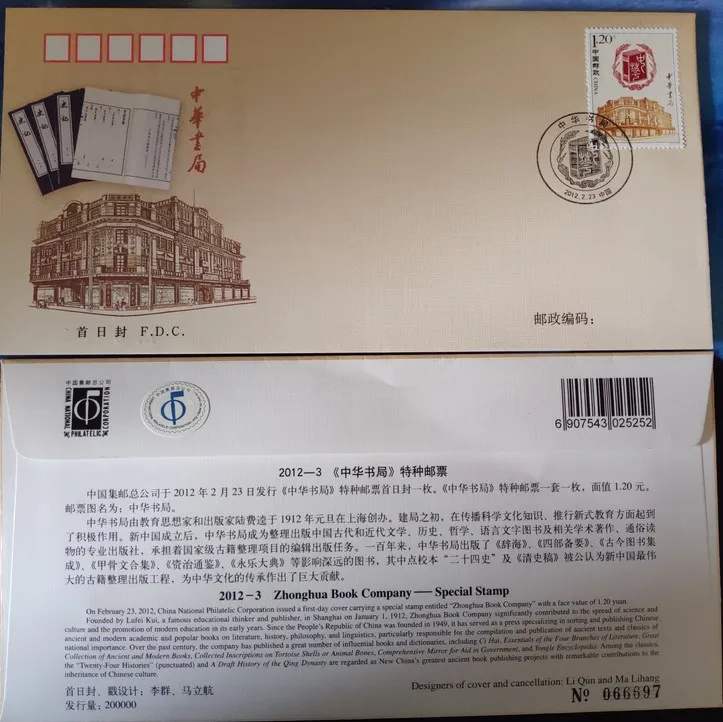 1.20
元
中国邮政
CHINA
中华书局
中华书局
2012.2.23 中国
史记
史记
史记
中華書局
首日封 F.D.C.
邮政编码：
中国集邮总公司
CHINA NATIONAL
PHILATELIC
CORPORATION
6 907543 025252
2012—3 《中华书局》特种邮票
中国集邮总公司于 2012 年 2 月 23 日发行《中华书局》特种邮票首日封一枚。《中华书局》特种邮票一套一枚，面值 1.20 元。
邮票图名为：中华书局。
中华书局由教育思想家和出版家陆费逵于 1912 年元旦在上海创办。建局之初，在传播科学文化知识、推行新式教育方面起到
了积极作用。新中国成立后，中华书局成为整理出版中国古代和近代文学、历史、哲学、语言文字图书及相关学术著作、通俗读
物的专业出版社，承担着国家级古籍整理项目的编辑出版任务。一百年来，中华书局出版了《辞海》、《四部备要》、《古今图书集
成》、《甲骨文合集》、《资治通鉴》、《永乐大典》等影响深远的图书，其中点校本“二十四史”及《清史稿》被公认为新中国最伟
大的古籍整理出版工程，为中华文化的传承作出了巨大贡献。
2012－3 Zhonghua Book Company — Special Stamp
On February 23, 2012, China National Philatelic Corporation issued a first-day cover carrying a special stamp entitled "Zhonghua Book Company" with a face value of 1.20 yuan.
Founded by Lufei Kui, a famous educational thinker and publisher, in Shanghai on January 1, 1912, Zhonghua Book Company significantly contributed to the spread of science and
culture and the promotion of modern education in its early years. Since the People's Republic of China was founded in 1949, it has served as a press specializing in sorting and publishing Chinese
ancient and modern academic and popular books on literature, history, philosophy, and linguistics, particularly responsible for the compilation and publication of ancient texts and classics of
national importance. Over the past century, the company has published a great number of influential books and dictionaries, including Ci Hai, Essentials of the Four Branches of Literature, Great
Collection of Ancient and Modern Books, Collected Inscriptions on Tortoise Shells or Animal Bones, Comprehensive Mirror for Aid in Government, and Yongle Encyclopedia. Among the classics,
the "Twenty-Four Histories" (punctuated) and A Draft History of the Qing Dynasty are regarded as New China's greatest ancient book publishing projects with remarkable contributions to the
inheritance of Chinese culture.
首日封、戳设计：李群、马立航
Designers of cover and cancellation: Li Qun and Ma Lihang
发行量：200000
№ 066697